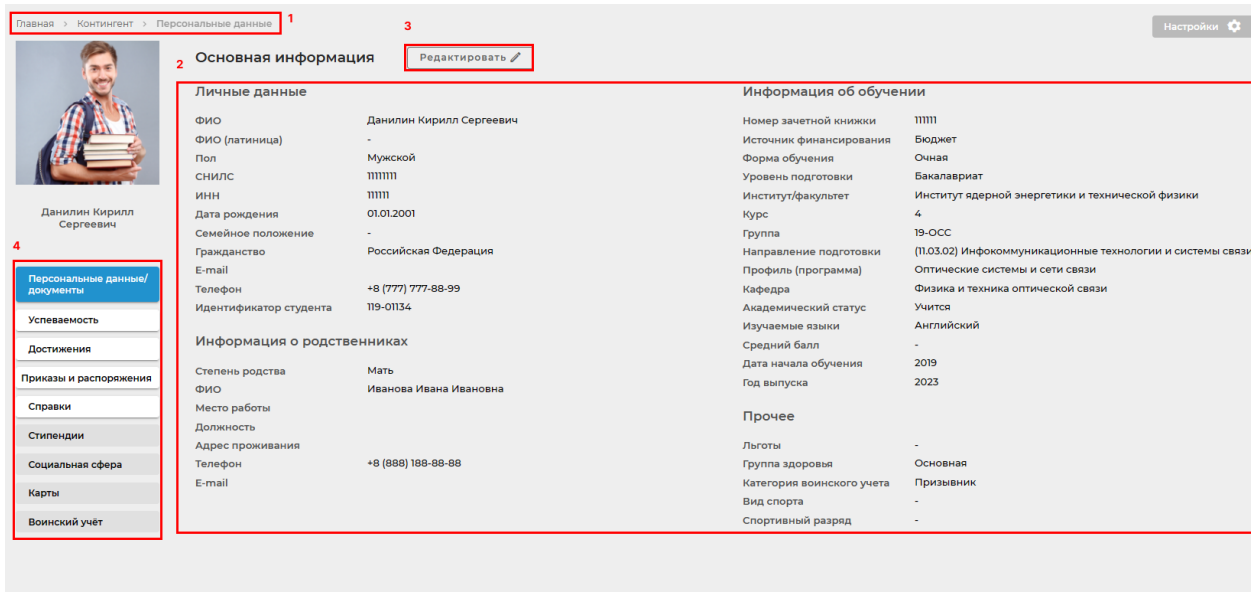 Главная > Контингент > Персональные данные 1
3
Настройки
2 Основная информация Редактировать
Личные данные
ФИО Данилин Кирилл Сергеевич
ФИО (латиница) -
Пол Мужской
СНИЛС 11111111
ИНН 111111
Дата рождения 01.01.2001
Семейное положение -
Гражданство Российская Федерация
E-mail
Телефон +8 (777) 777-88-99
Идентификатор студента 119-01134
Информация о родственниках
Степень родства Мать
ФИО Иванова Ивана Ивановна
Место работы
Должность
Адрес проживания
Телефон +8 (888) 188-88-88
E-mail
Информация об обучении
Номер зачетной книжки 111111
Источник финансирования Бюджет
Форма обучения Очная
Уровень подготовки Бакалавриат
Институт/факультет Институт ядерной энергетики и технической физики
Курс 4
Группа 19-ОСС
Направление подготовки (11.03.02) Инфокоммуникационные технологии и системы связи
Профиль (программа) Оптические системы и сети связи
Кафедра Физика и техника оптической связи
Академический статус Учится
Изучаемые языки Английский
Средний балл -
Дата начала обучения 2019
Год выпуска 2023
Прочее
Льготы -
Группа здоровья Основная
Категория воинского учета Призывник
Вид спорта -
Спортивный разряд -
Данилин Кирилл
Сергеевич
4
Персональные данные/
документы
Успеваемость
Достижения
Приказы и распоряжения
Справки
Стипендии
Социальная сфера
Карты
Воинский учёт